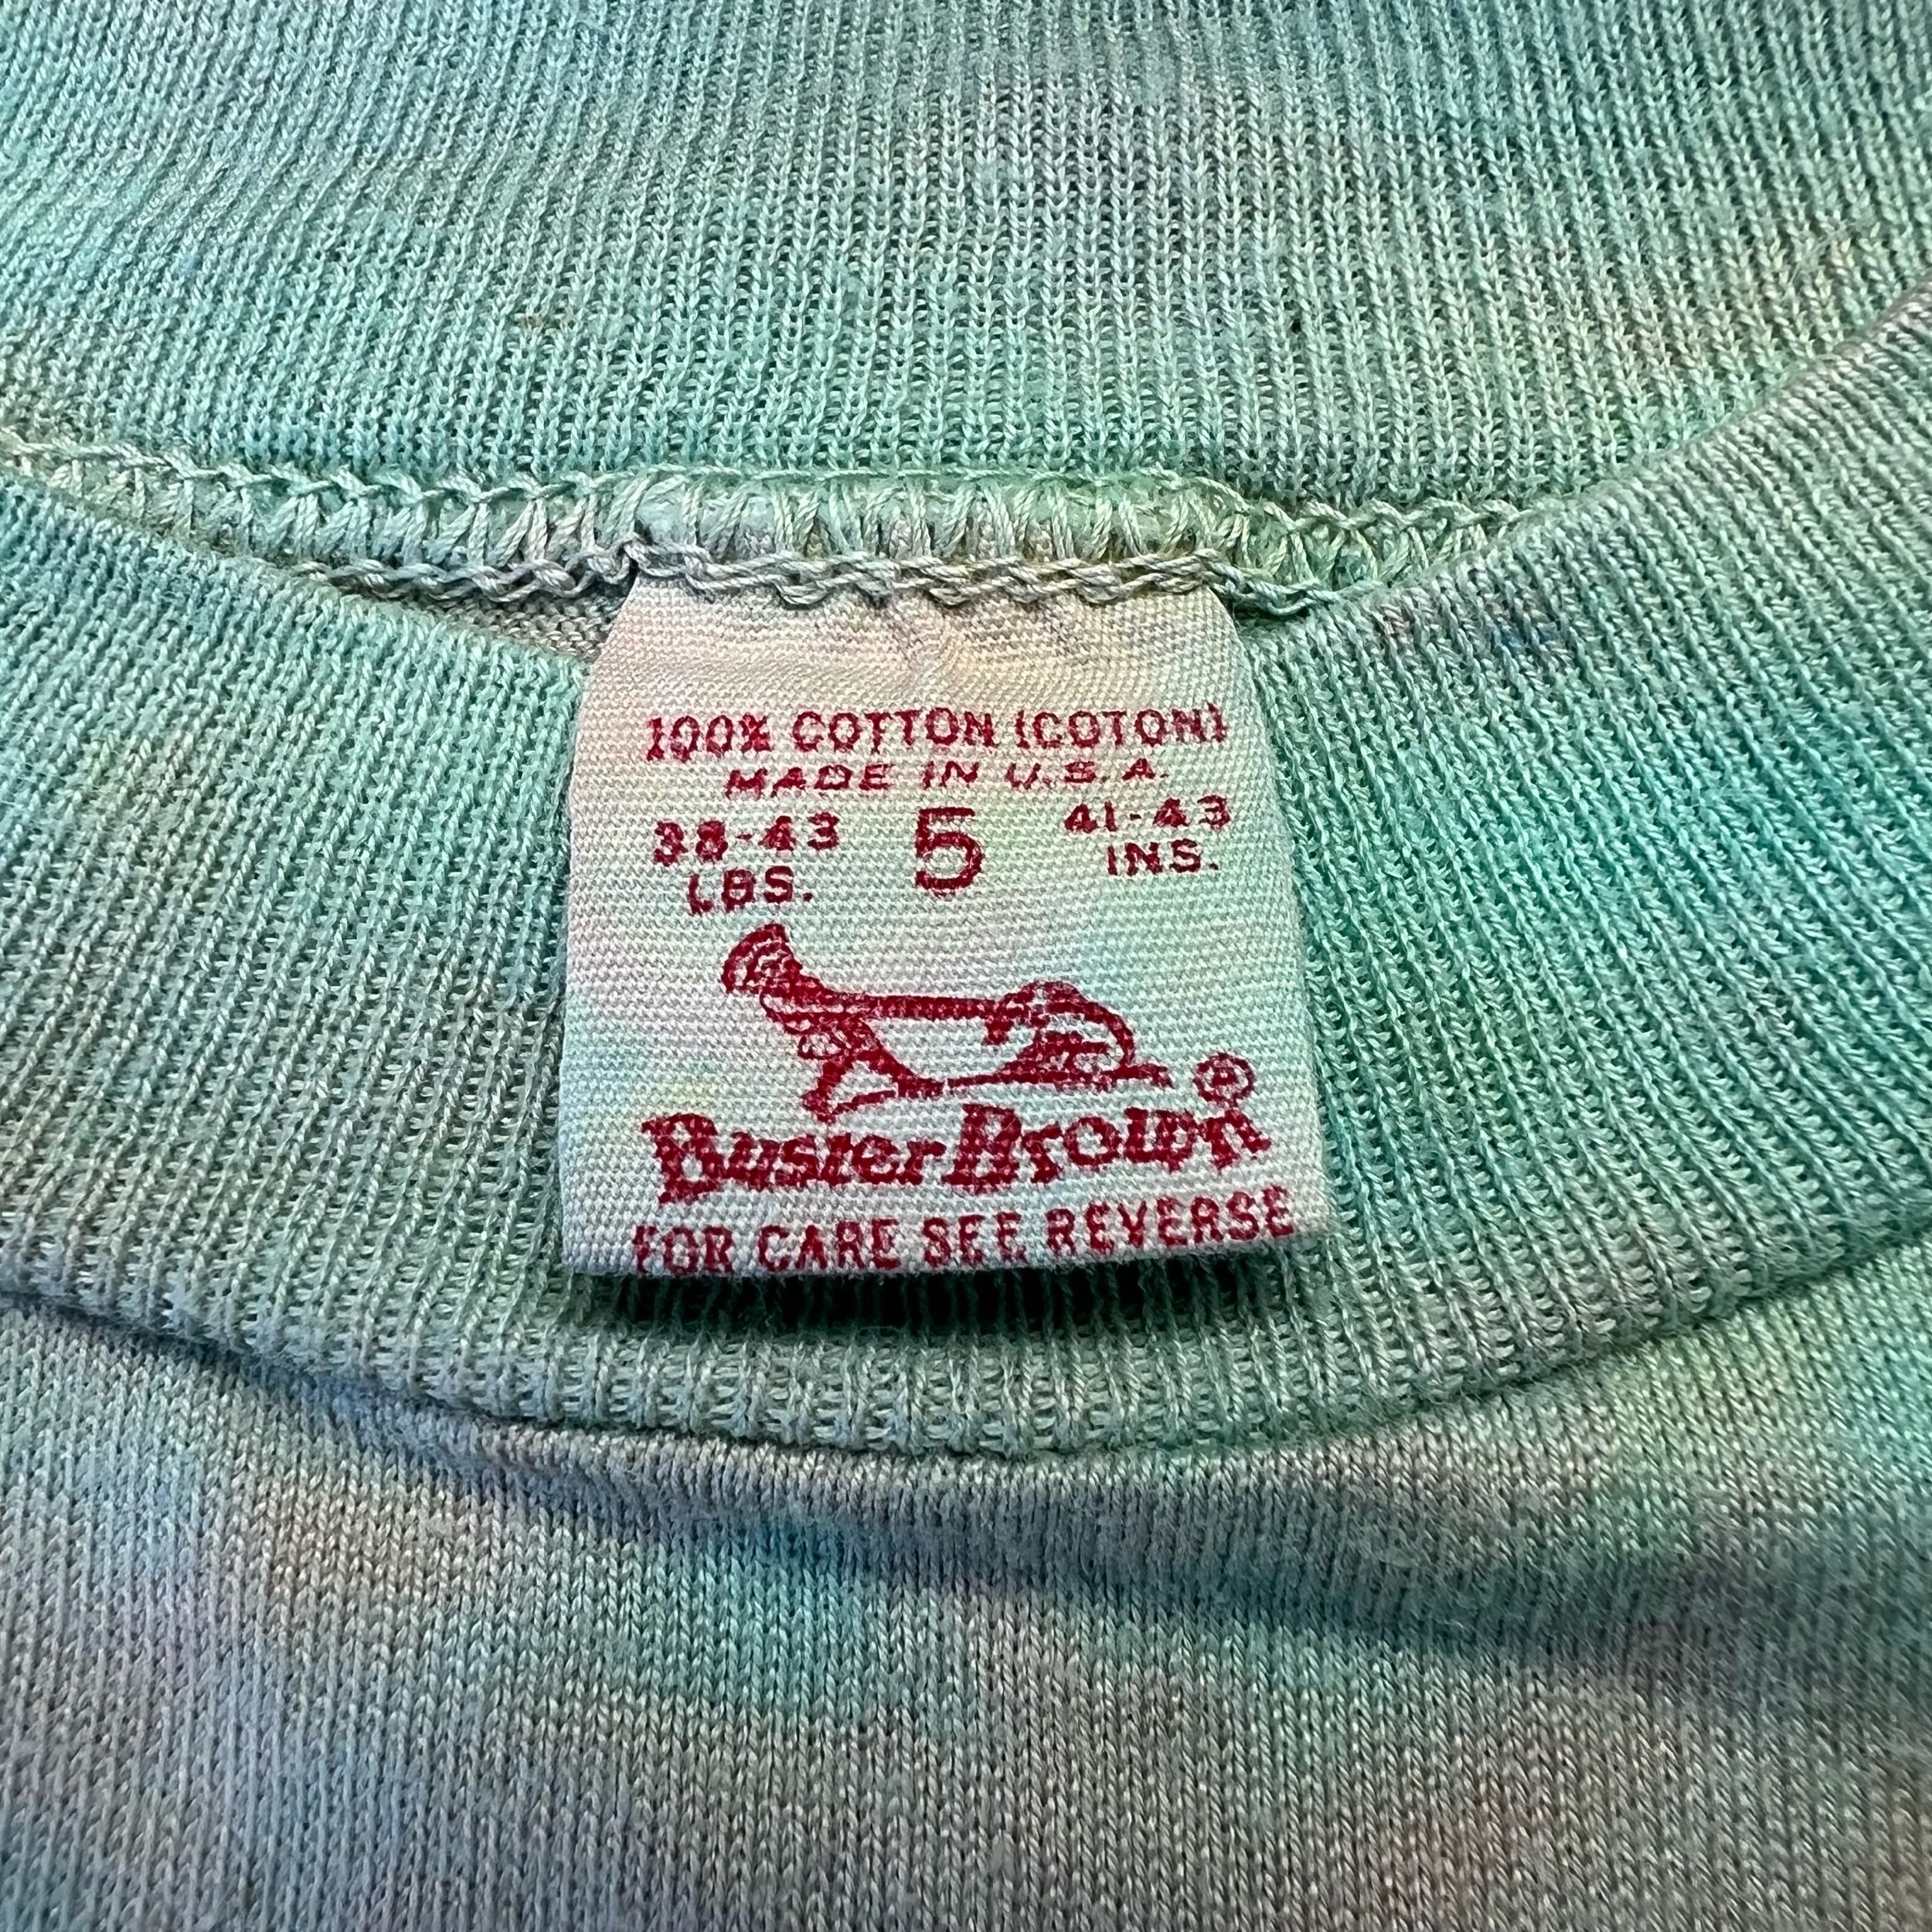 100% COTTON (COTON)
MADE IN U.S.A.
38-43 5 41-43
LBS. INS.
Buster Brown ®
FOR CARE SEE REVERSE